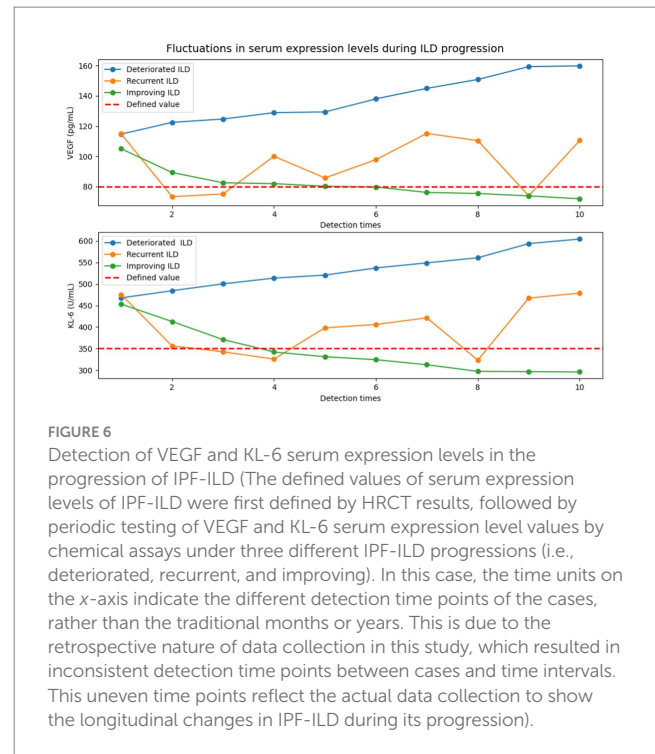 Fluctuations in serum expression levels during ILD progression
160
140
120
100
80
VEGF (pg/mL)
Deteriorated ILD
Recurrent ILD
Improving ILD
Defined value
2
4
6
8
10
Detection times
600
550
500
450
400
350
300
KL-6 (U/mL)
Deteriorated ILD
Recurrent ILD
Improving ILD
Defined value
2
4
6
8
10
Detection times
FIGURE 6
Detection of VEGF and KL-6 serum expression levels in the
progression of IPF-ILD (The defined values of serum expression
levels of IPF-ILD were first defined by HRCT results, followed by
periodic testing of VEGF and KL-6 serum expression level values by
chemical assays under three different IPF-ILD progressions (i.e.,
deteriorated, recurrent, and improving). In this case, the time units on
the x-axis indicate the different detection time points of the cases,
rather than the traditional months or years. This is due to the
retrospective nature of data collection in this study, which resulted in
inconsistent detection time points between cases and time intervals.
This uneven time points reflect the actual data collection to show
the longitudinal changes in IPF-ILD during its progression).